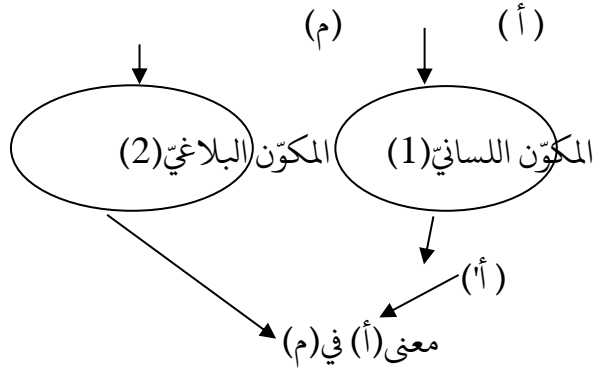 ( أ ) (م)
المكوّن اللسانيّ(1) المكوّن البلاغيّ(2)
( أ')
معنى(أ) في(م)